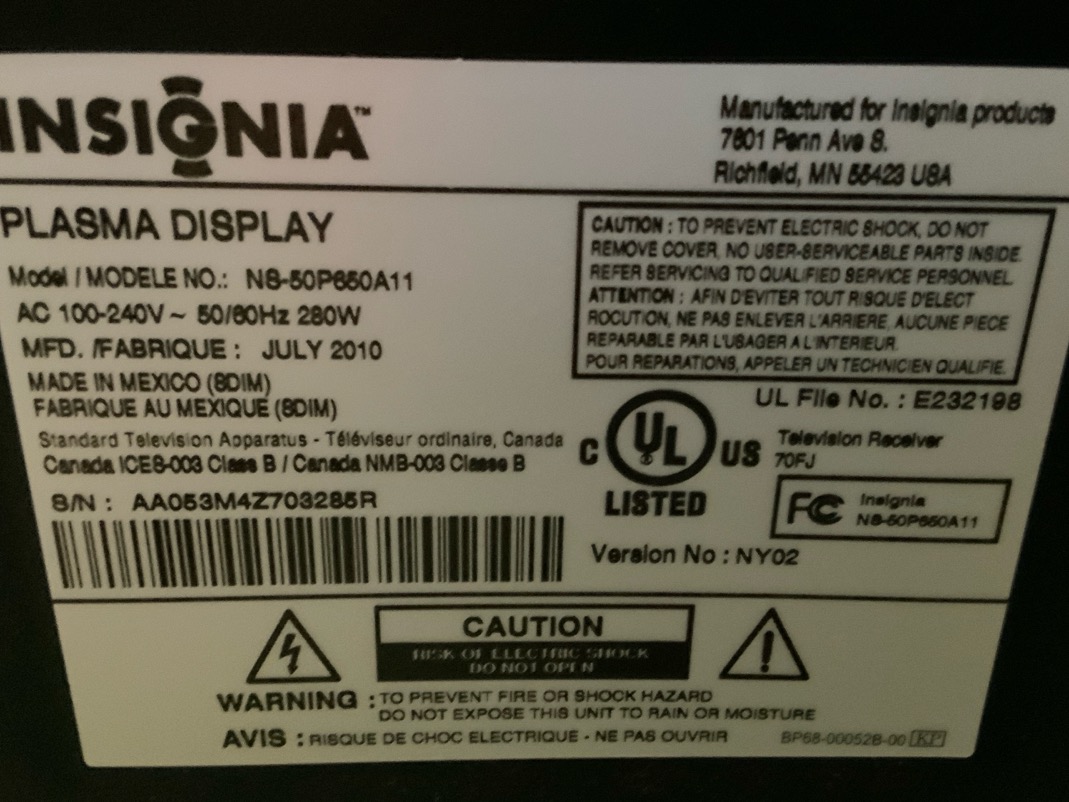 INSIGNIA™
Manufactured for Insignia products
7601 Penn Ave S.
Richfield, MN 55423 USA
PLASMA DISPLAY
Model / MODELE NO.: NS-50P650A11
AC 100-240V ~ 50/60Hz 280W
MFD. /FABRIQUE : JULY 2010
MADE IN MEXICO (SDIM)
FABRIQUE AU MEXIQUE (SDIM)
Standard Television Apparatus - Téléviseur ordinaire, Canada
Canada ICES-003 Class B / Canada NMB-003 Classe B
S/N : AA053M4Z703285R
CAUTION : TO PREVENT ELECTRIC SHOCK, DO NOT
REMOVE COVER, NO USER-SERVICEABLE PARTS INSIDE.
REFER SERVICING TO QUALIFIED SERVICE PERSONNEL.
ATTENTION : AFIN D'EVITER TOUT RISQUE D'ELECT
ROCUTION, NE PAS ENLEVER L'ARRIERE, AUCUNE PIECE
REPARABLE PAR L'USAGER A L'INTERIEUR.
POUR REPARATIONS, APPELER UN TECHNICIEN QUALIFIE.
UL File No. : E232198
C UL US
LISTED
Television Receiver
70FJ
FC Insignia
NS-50P650A11
Version No : NY02
CAUTION
RISK OF ELECTRIC SHOCK
DO NOT OPEN
WARNING : TO PREVENT FIRE OR SHOCK HAZARD
DO NOT EXPOSE THIS UNIT TO RAIN OR MOISTURE
AVIS : RISQUE DE CHOC ELECTRIQUE - NE PAS OUVRIR
BP68-00052B-00 KP